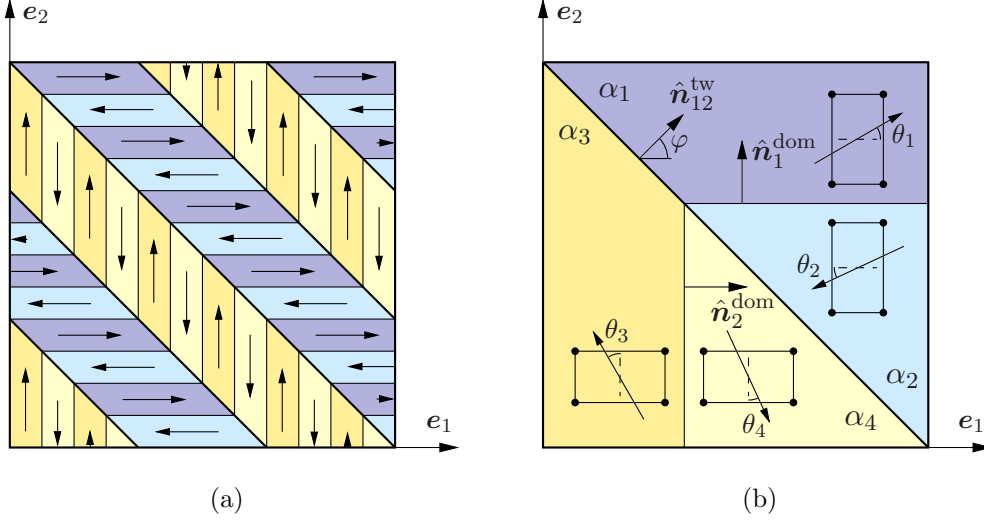 e₂
e₁
(a)
e₂
α₁
n̂₁₂ᵗʷ
φ
α₃
n̂₁ᵈᵒᵐ
θ₁
θ₂
n̂₂ᵈᵒᵐ
θ₃
α₂
θ₄
α₄
e₁
(b)